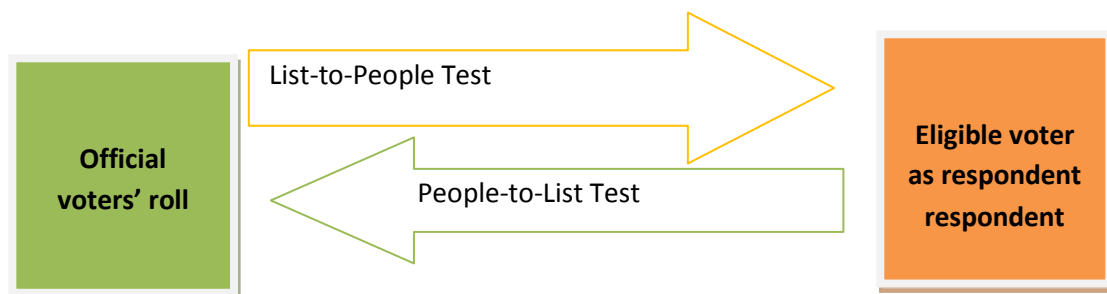 List-to-People Test
Official
voters’ roll
People-to-List Test
Eligible voter
as respondent
respondent